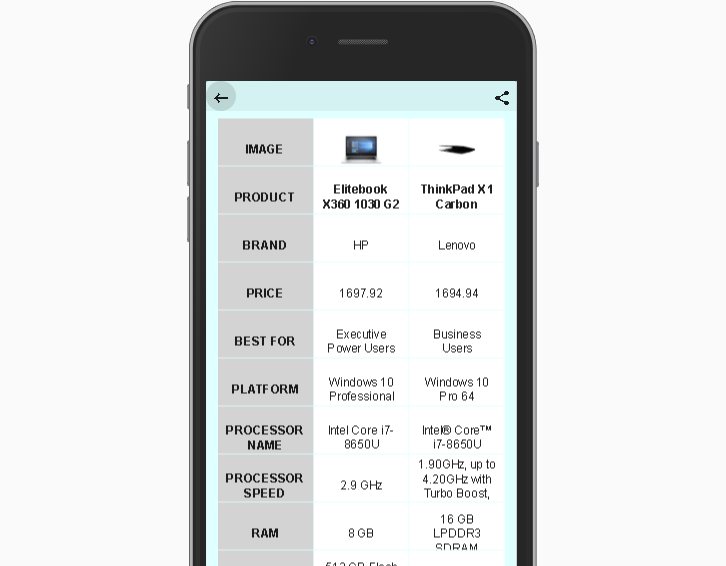 IMAGE
PRODUCT
Elitebook
X360 1030 G2
ThinkPad X1
Carbon
BRAND
HP
Lenovo
PRICE
1697.92
1694.94
BEST FOR
Executive
Power Users
Business
Users
PLATFORM
Windows 10
Professional
Windows 10
Pro 64
PROCESSOR
NAME
Intel Core i7-
8650U
Intel® Core™
i7-8650U
PROCESSOR
SPEED
2.9 GHz
1.90GHz, up to
4.20GHz with
Turbo Boost,
RAM
8 GB
16 GB
LPDDR3
SDRAM
512 GB Flash